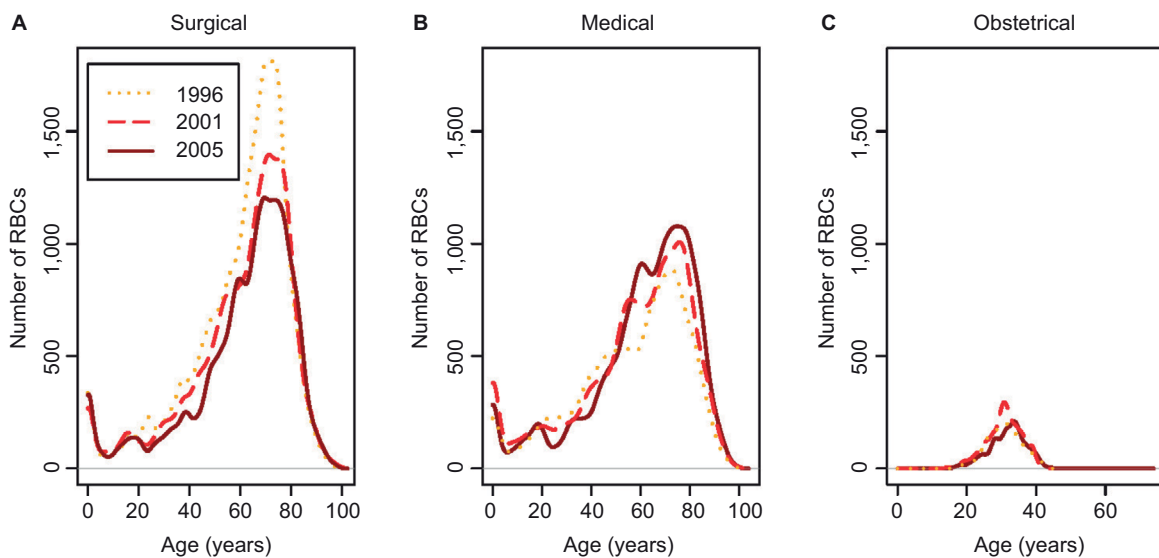 A Surgical
B Medical
C Obstetrical
1996
2001
2005
Number of RBCs
0 500 1,000 1,500
0 20 40 60 80 100
Age (years)
Number of RBCs
0 500 1,000 1,500
0 20 40 60 80 100
Age (years)
Number of RBCs
0 500 1,000 1,500
0 20 40 60
Age (years)